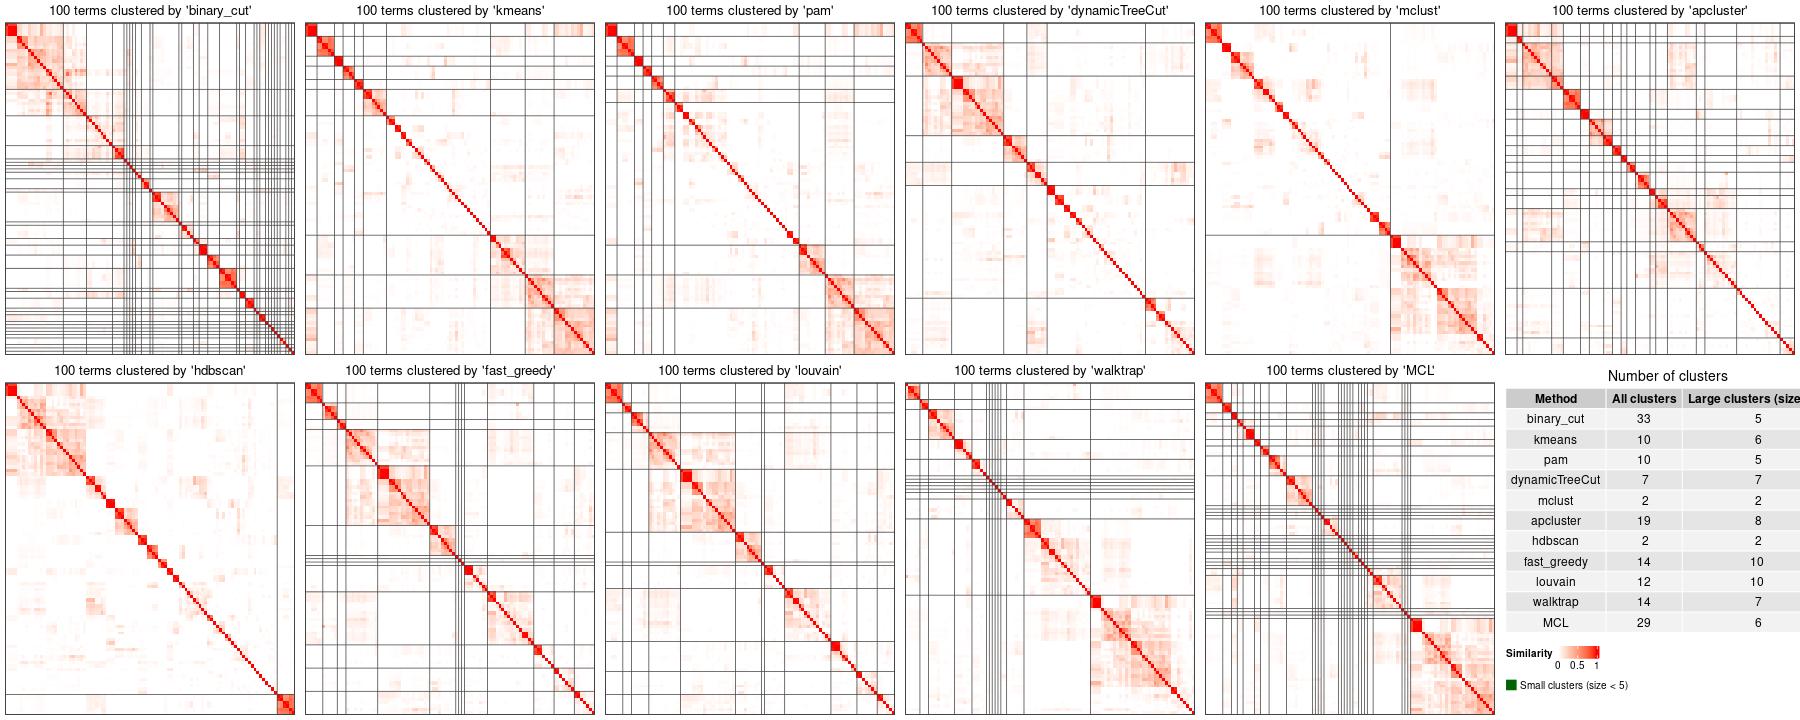 100 terms clustered by 'binary_cut'
100 terms clustered by 'kmeans'
100 terms clustered by 'pam'
100 terms clustered by 'dynamicTreeCut'
100 terms clustered by 'mclust'
100 terms clustered by 'apcluster'
100 terms clustered by 'hdbscan'
100 terms clustered by 'fast_greedy'
100 terms clustered by 'louvain'
100 terms clustered by 'walktrap'
100 terms clustered by 'MCL'
Number of clusters
Method All clusters Large clusters (size
binary_cut 33 5
kmeans 10 6
pam 10 5
dynamicTreeCut 7 7
mclust 2 2
apcluster 19 8
hdbscan 2 2
fast_greedy 14 10
louvain 12 10
walktrap 14 7
MCL 29 6
Similarity
0 0.5 1
Small clusters (size < 5)